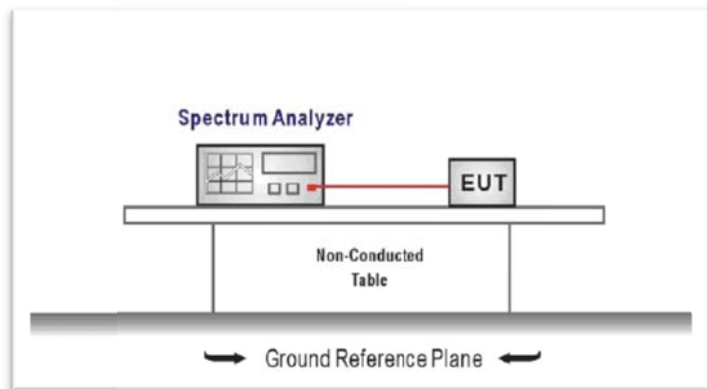 Spectrum Analyzer
EUT
Non-Conducted
Table
Ground Reference Plane